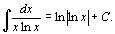 ∫ dx / (x ln x) = ln|ln x| + C.